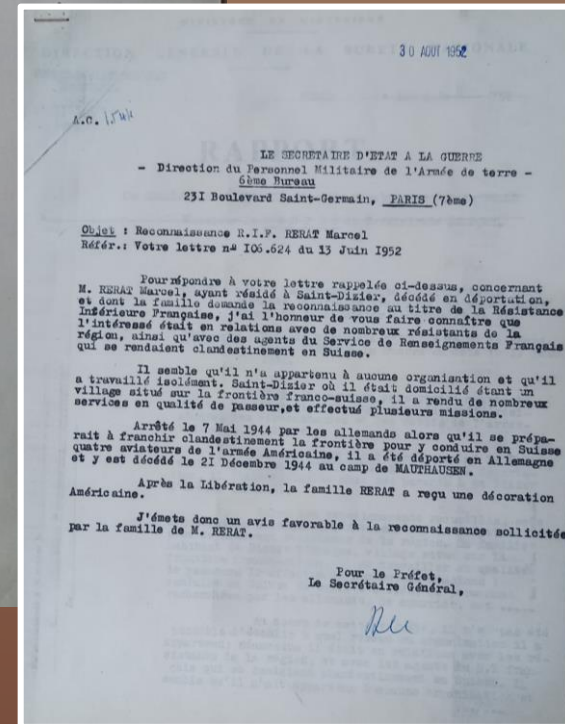 30 AOUT 1952
A.C.
LE SECRETAIRE D'ETAT A LA GUERRE
- Direction du Personnel Militaire de l'Armée de terre -
6ème Bureau
23I Boulevard Saint-Germain, PARIS (7ème)
Objet : Reconnaissance R.I.F. RERAT Marcel
Référ.: Votre lettre n° I06.624 du 13 Juin 1952
Pour répondre à votre lettre rappelée ci-dessus, concernant
M. RERAT Marcel, ayant résidé à Saint-Dizier, décédé en déportation,
et dont la famille demande la reconnaissance au titre de la Résistance
Intérieure Française, j'ai l'honneur de vous faire connaître que
l'intéressé était en relations avec de nombreux résistants de la
région, ainsi qu'avec des agents du Service de Renseignements Français
qui se rendaient clandestinement en Suisse.
Il semble qu'il n'a appartenu à aucune organisation et qu'il
a travaillé isolément. Saint-Dizier où il était domicilié étant un
village situé sur la frontière franco-suisse, il a rendu de nombreux
services en qualité de passeur,et effectué plusieurs missions.
Arrêté le 7 Mai 1944 par les allemands alors qu'il se prépa-
rait à franchir clandestinement la frontière pour y conduire en Suisse
quatre aviateurs de l'armée Américaine, il a été déporté en Allemagne
et y est décédé le 2I Décembre 1944 au camp de MAUTHAUSEN.
Après la Libération, la famille RERAT a reçu une décoration
Américaine.
J'émets donc un avis favorable à la reconnaissance sollicitée
par la famille de M. RERAT.
Pour le Préfet,
Le Secrétaire Général,